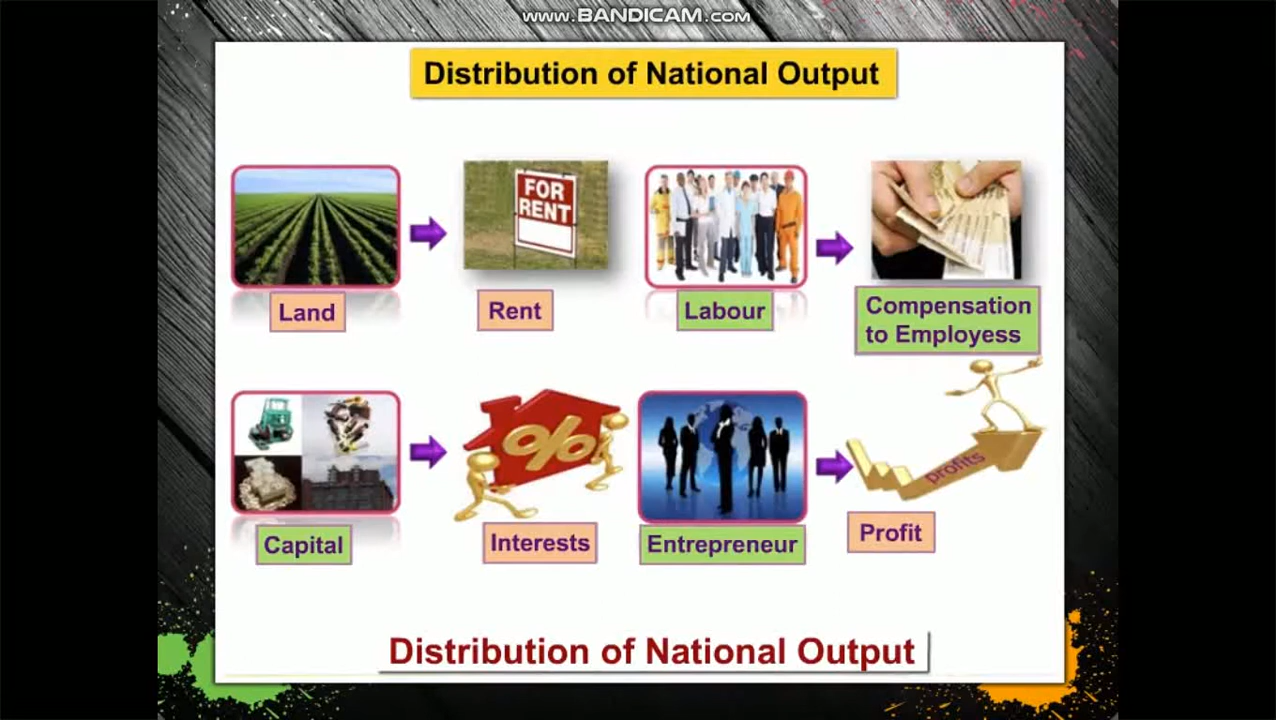 www.BANDICAM.com
Distribution of National Output
FOR
RENT
Land
Rent
Labour
Compensation
to Employess
%
profits
Capital
Interests
Entrepreneur
Profit
Distribution of National Output